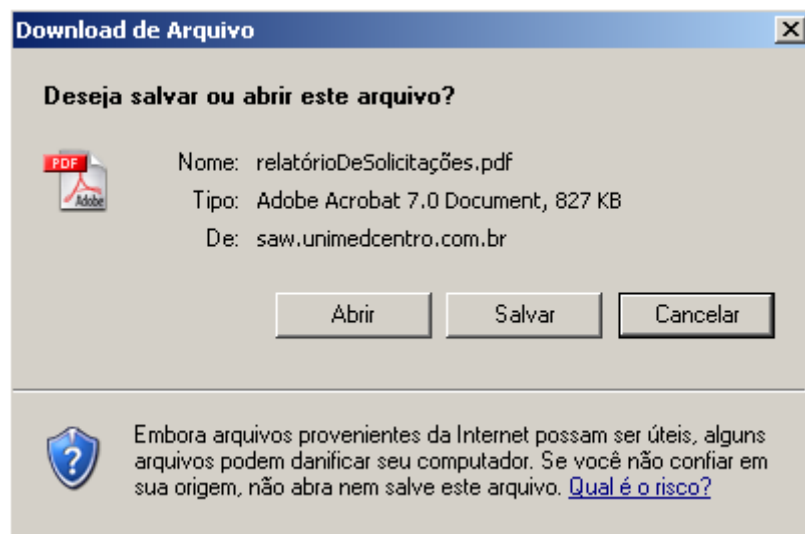 Download de Arquivo
Deseja salvar ou abrir este arquivo?
PDF
Adobe
Nome: relatórioDeSolicitações.pdf
Tipo: Adobe Acrobat 7.0 Document, 827 KB
De: saw.unimedcentro.com.br
Abrir Salvar Cancelar
Embora arquivos provenientes da Internet possam ser úteis, alguns
arquivos podem danificar seu computador. Se você não confiar em
sua origem, não abra nem salve este arquivo. Qual é o risco?